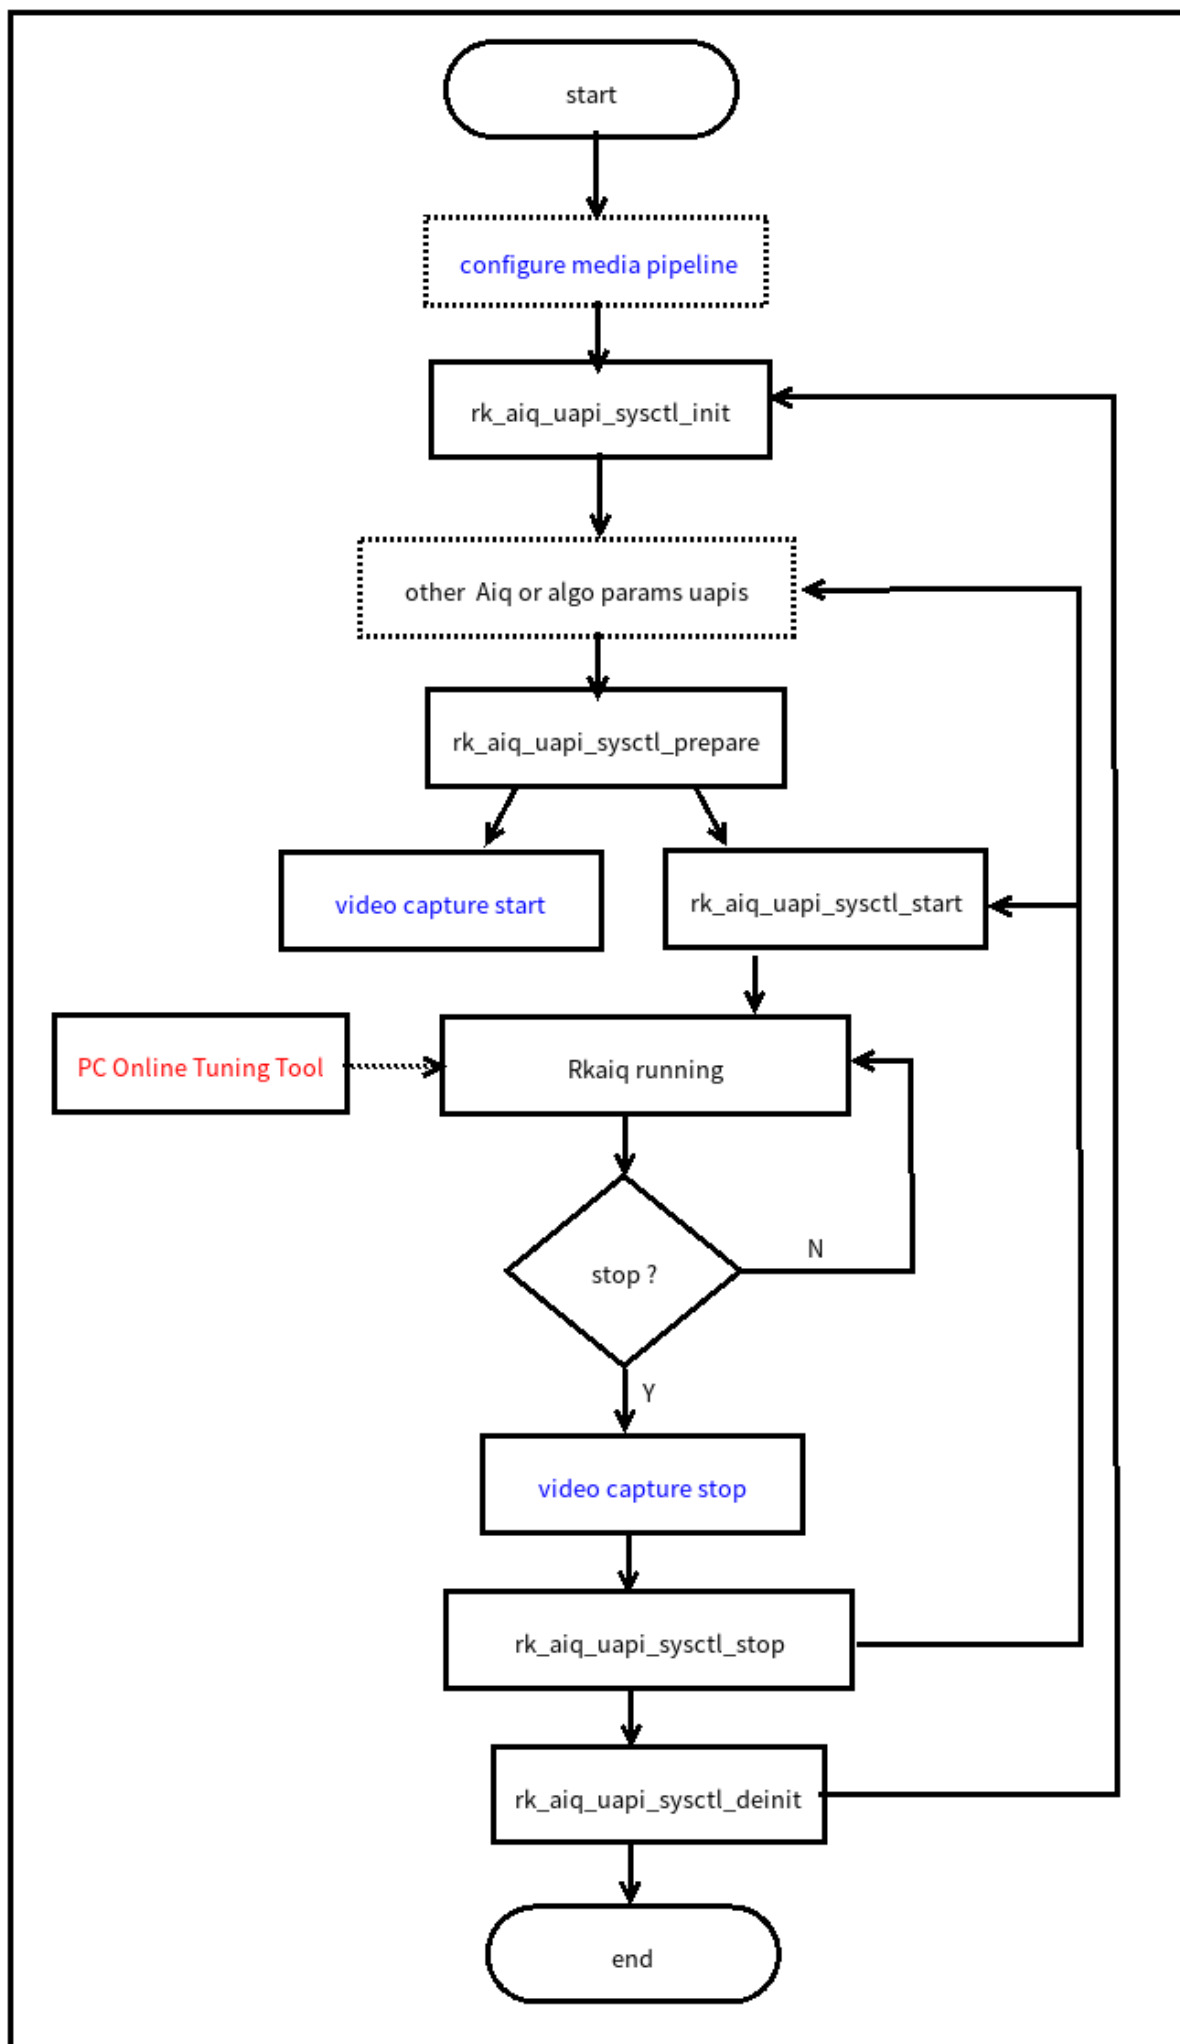 start
configure media pipeline
rk_aiq_uapi_sysctl_init
other Aiq or algo params uapis
rk_aiq_uapi_sysctl_prepare
video capture start
rk_aiq_uapi_sysctl_start
PC Online Tuning Tool
Rkaiq running
stop ?
N
Y
video capture stop
rk_aiq_uapi_sysctl_stop
rk_aiq_uapi_sysctl_deinit
end